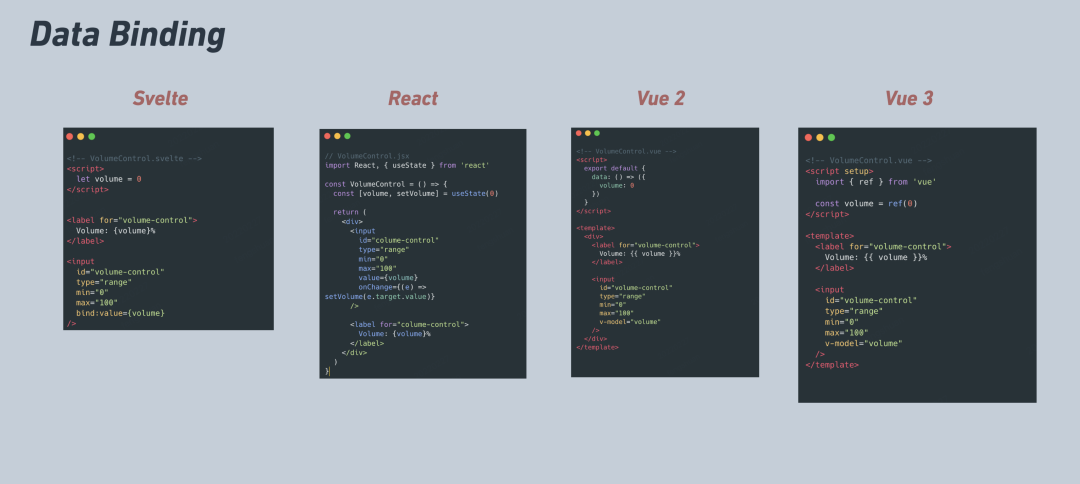 Data Binding
Svelte
<!-- VolumeControl.svelte -->
<script>
  let volume = 0
</script>

<label for="volume-control">
  Volume: {volume}%
</label>

<input
  id="volume-control"
  type="range"
  min="0"
  max="100"
  bind:value={volume}
/>
React
// VolumeControl.jsx
import React, { useState } from 'react'

const VolumeControl = () => {
  const [volume, setVolume] = useState(0)

  return (
    <div>
      <input
        id="colume-control"
        type="range"
        min="0"
        max="100"
        value={volume}
        onChange={(e) =>
setVolume(e.target.value)}
      />

      <label for="colume-control">
        Volume: {volume}%
      </label>
    </div>
  )
}
Vue 2
<!-- VolumeControl.vue -->
<script>
  export default {
    data: () => ({
      volume: 0
    })
  }
</script>

<template>
  <div>
    <label for="volume-control">
      Volume: {{ volume }}%
    </label>

    <input
      id="volume-control"
      type="range"
      min="0"
      max="100"
      v-model="volume"
    />
  </div>
</template>
Vue 3
<!-- VolumeControl.vue -->
<script setup>
  import { ref } from 'vue'

  const volume = ref(0)
</script>

<template>
  <label for="volume-control">
    Volume: {{ volume }}%
  </label>

  <input
    id="volume-control"
    type="range"
    min="0"
    max="100"
    v-model="volume"
  />
</template>